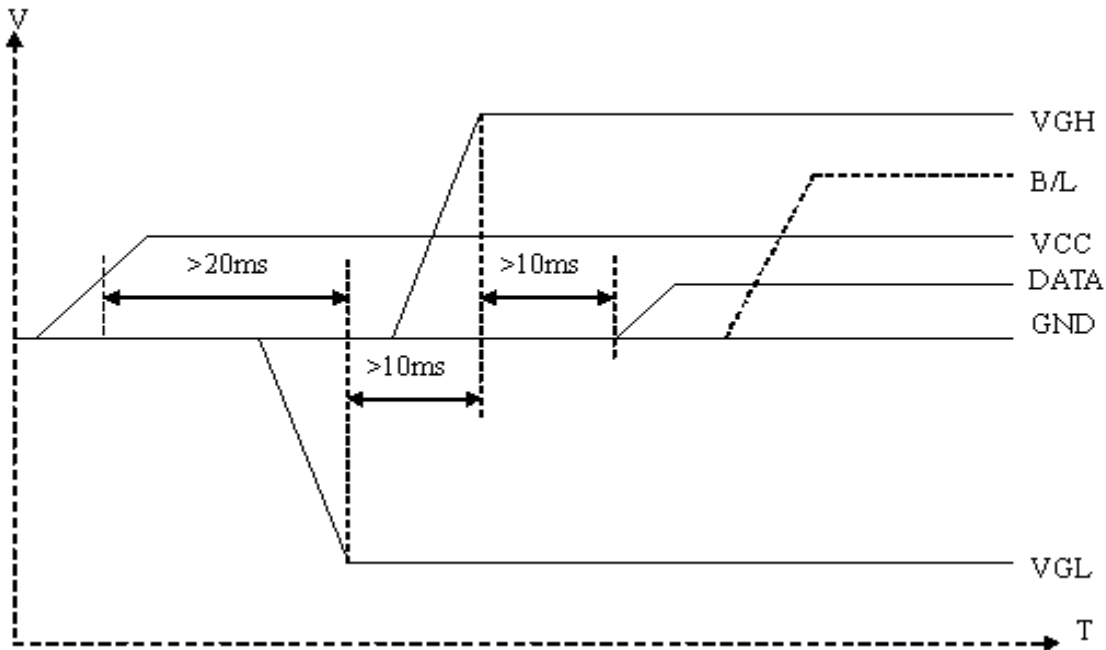 V
VGH
B/L
VCC
>20ms
>10ms
DATA
GND
>10ms
VGL
T